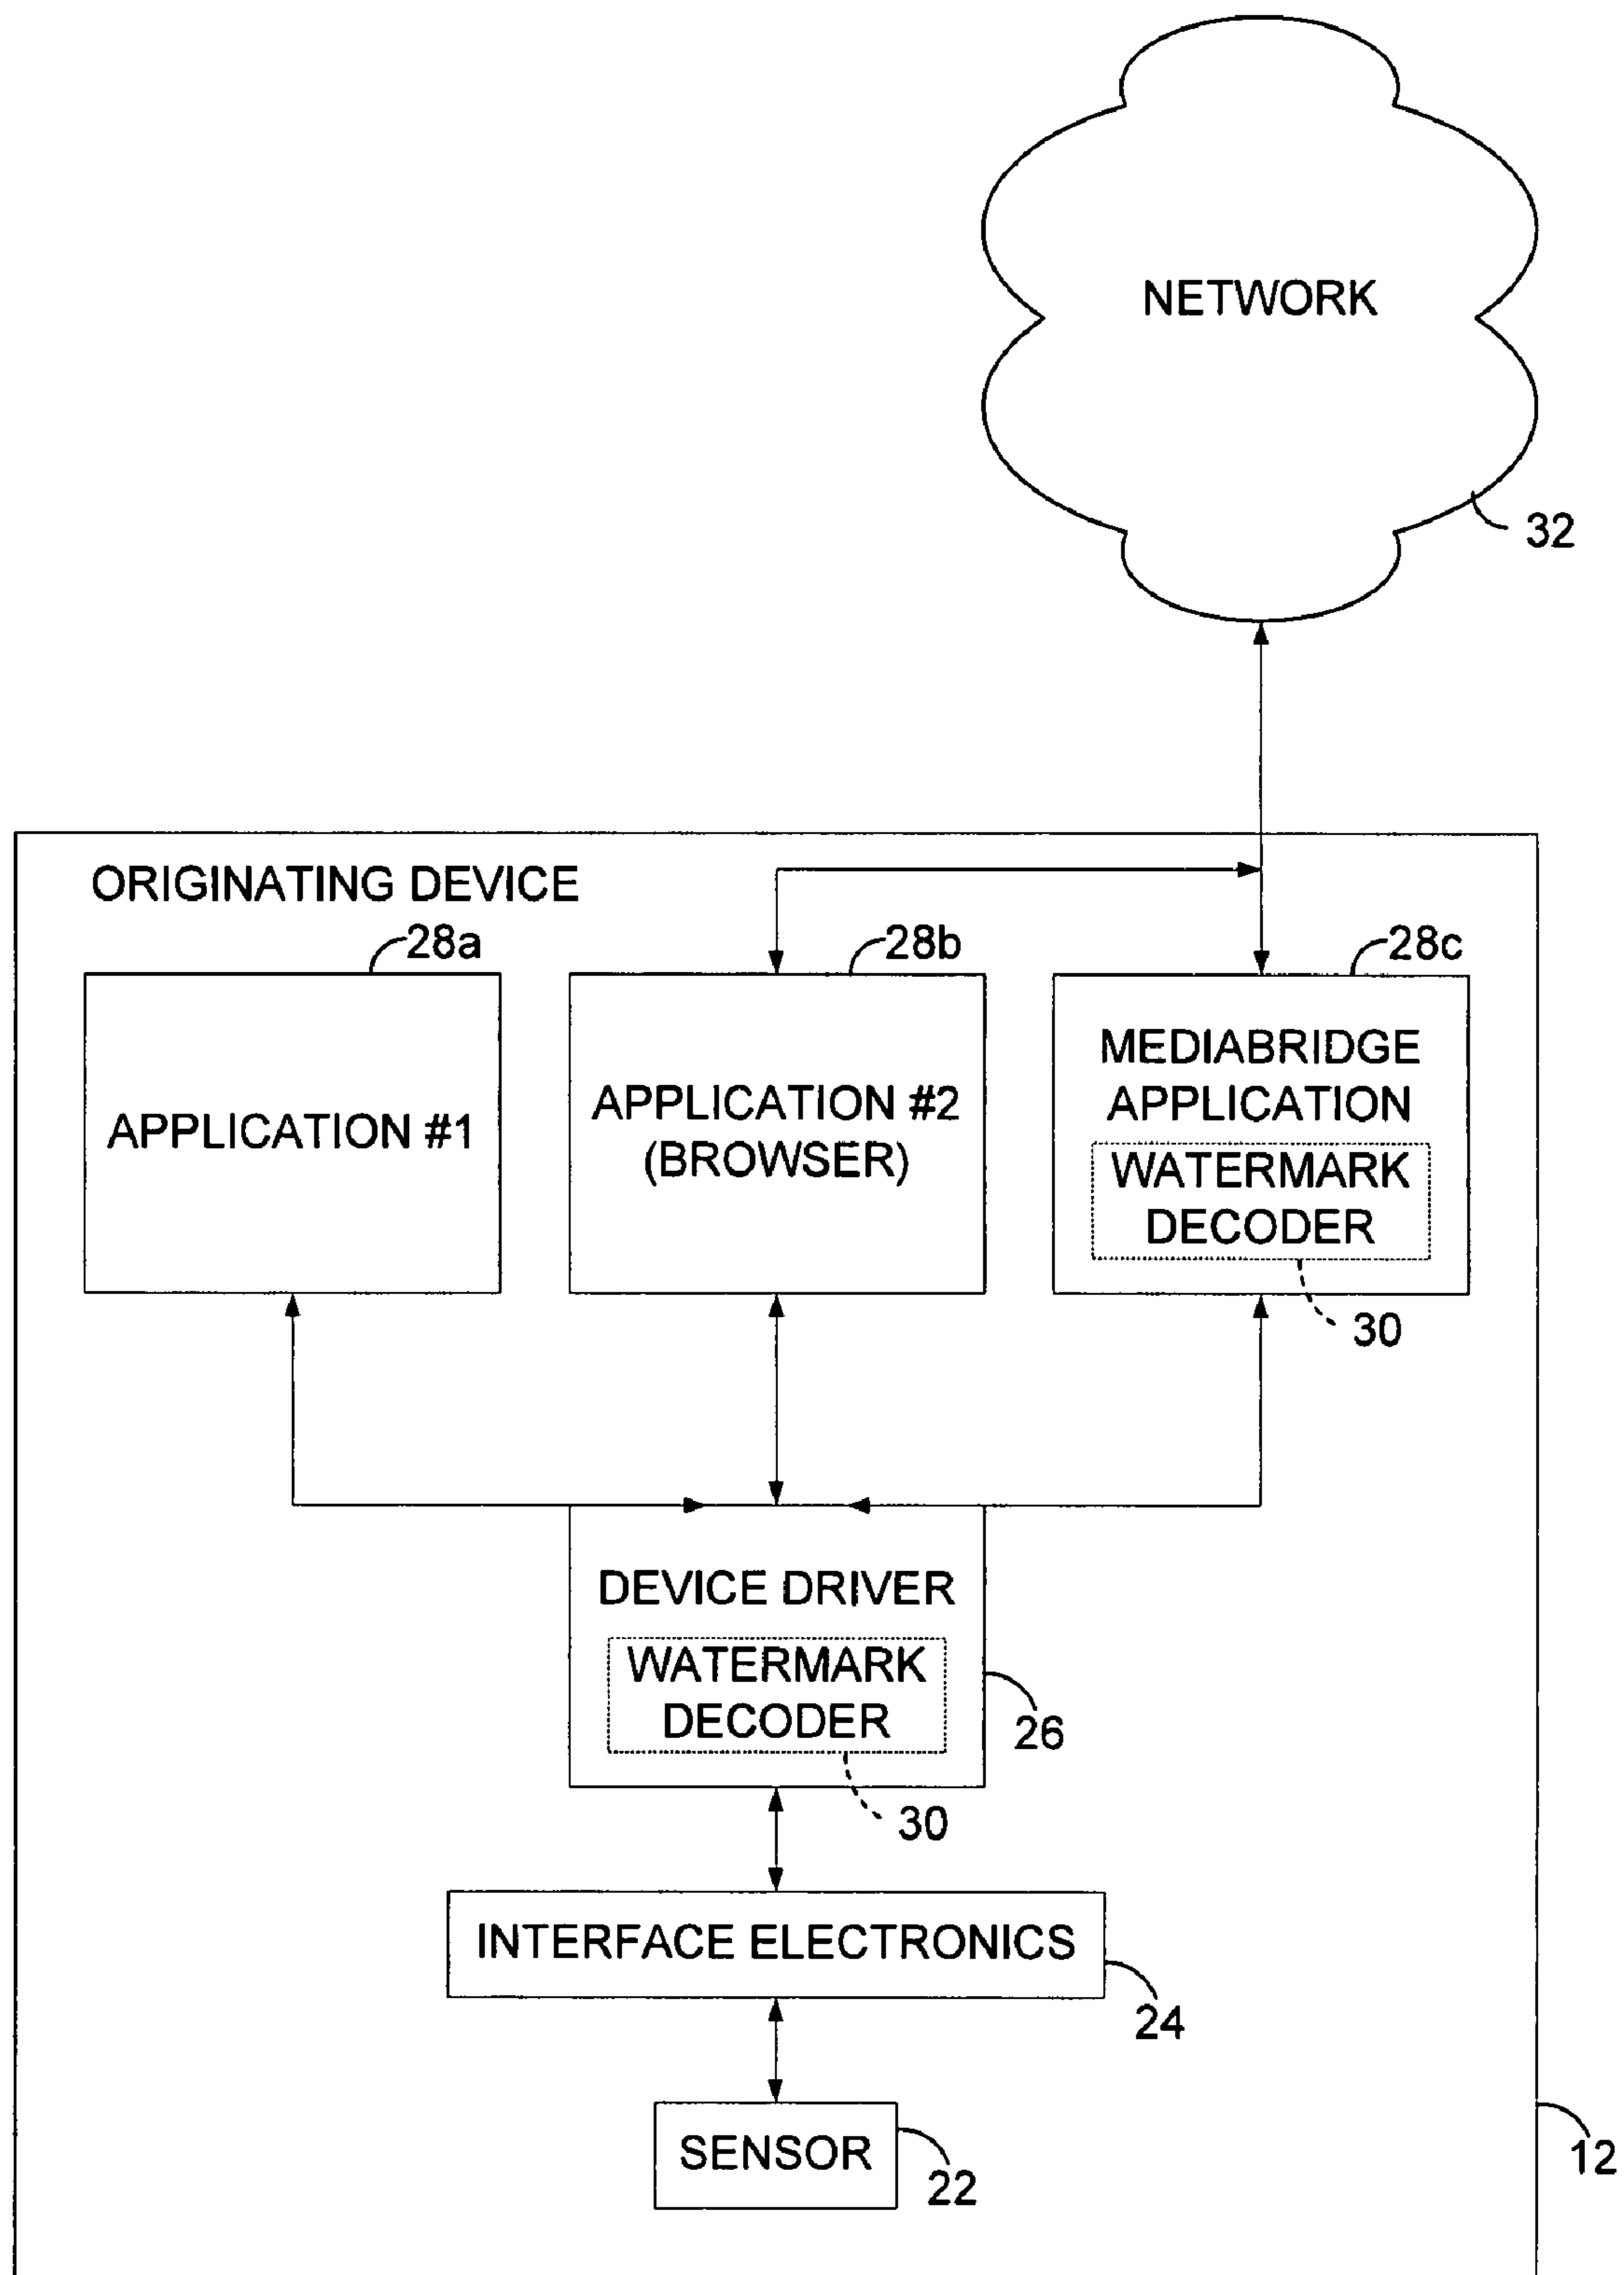 NETWORK
32
ORIGINATING DEVICE
28a
28b
28c
APPLICATION #1
APPLICATION #2
(BROWSER)
MEDIABRIDGE
APPLICATION
WATERMARK
DECODER
30
DEVICE DRIVER
WATERMARK
DECODER
26
30
INTERFACE ELECTRONICS
24
SENSOR
22
12